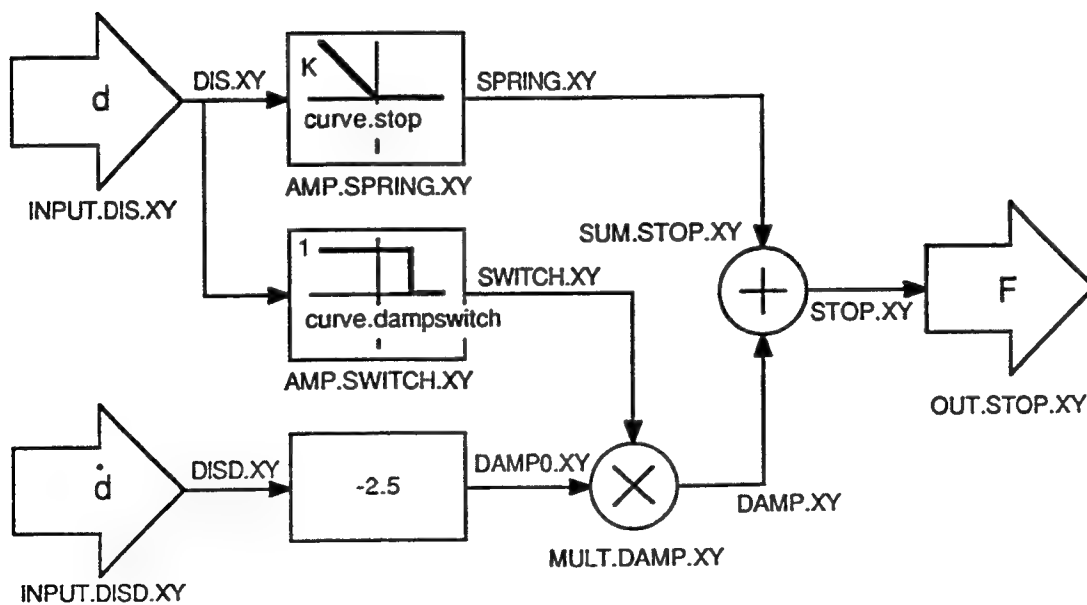 d
INPUT.DIS.XY
DIS.XY
K
curve.stop
AMP.SPRING.XY
SPRING.XY
1
curve.dampswitch
AMP.SWITCH.XY
SWITCH.XY
SUM.STOP.XY
+
STOP.XY
F
OUT.STOP.XY
ḋ
INPUT.DISD.XY
DISD.XY
-2.5
DAMP0.XY
×
MULT.DAMP.XY
DAMP.XY